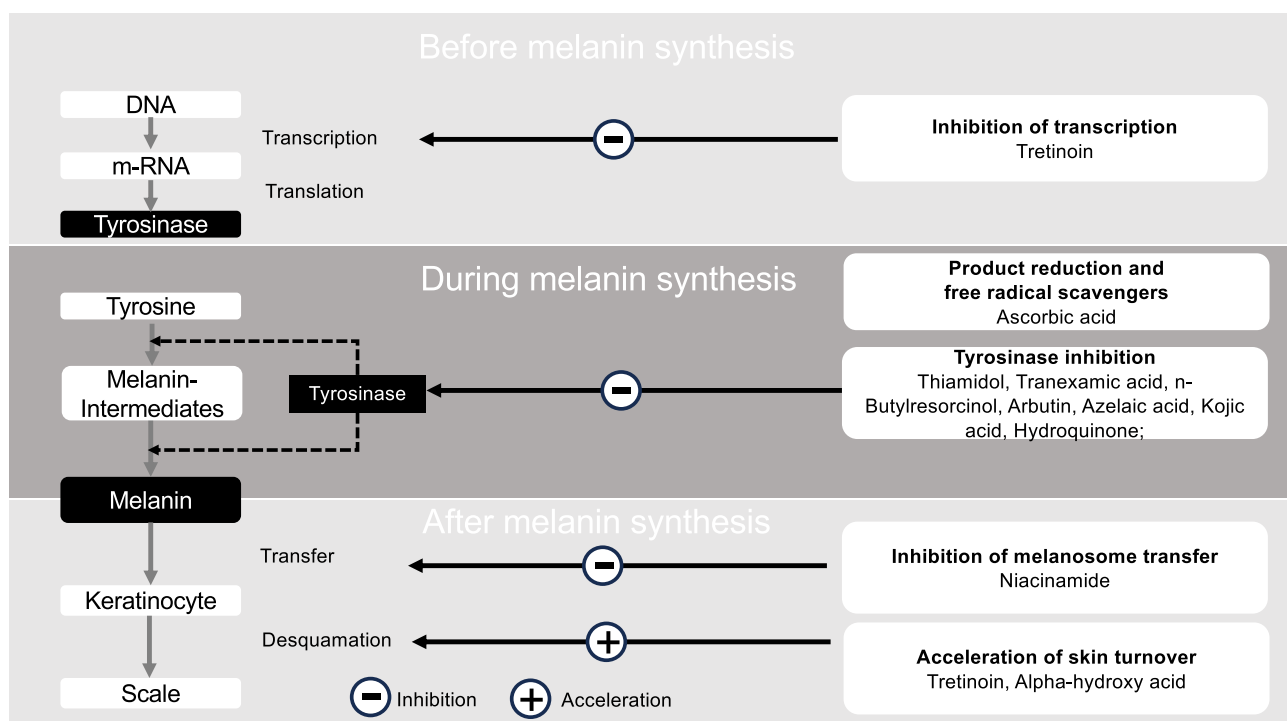 Before melanin synthesis
DNA
Transcription
m-RNA
Translation
Tyrosinase
Inhibition of transcription
Tretinoin
During melanin synthesis
Tyrosine
Melanin-
Intermediates
Tyrosinase
Product reduction and
free radical scavengers
Ascorbic acid
Tyrosinase inhibition
Thiamidol, Tranexamic acid, n-
Butylresorcinol, Arbutin, Azelaic acid, Kojic
acid, Hydroquinone;
Melanin
After melanin synthesis
Transfer
Inhibition of melanosome transfer
Niacinamide
Keratinocyte
Desquamation
Acceleration of skin turnover
Tretinoin, Alpha-hydroxy acid
Scale
Inhibition
Acceleration